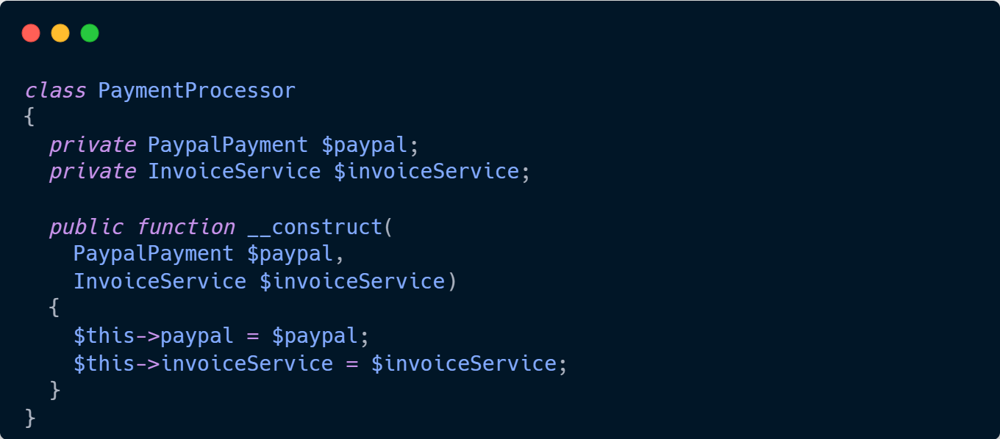 class PaymentProcessor
{
  private PaypalPayment $paypal;
  private InvoiceService $invoiceService;

  public function __construct(
    PaypalPayment $paypal,
    InvoiceService $invoiceService)
  {
    $this->paypal = $paypal;
    $this->invoiceService = $invoiceService;
  }
}